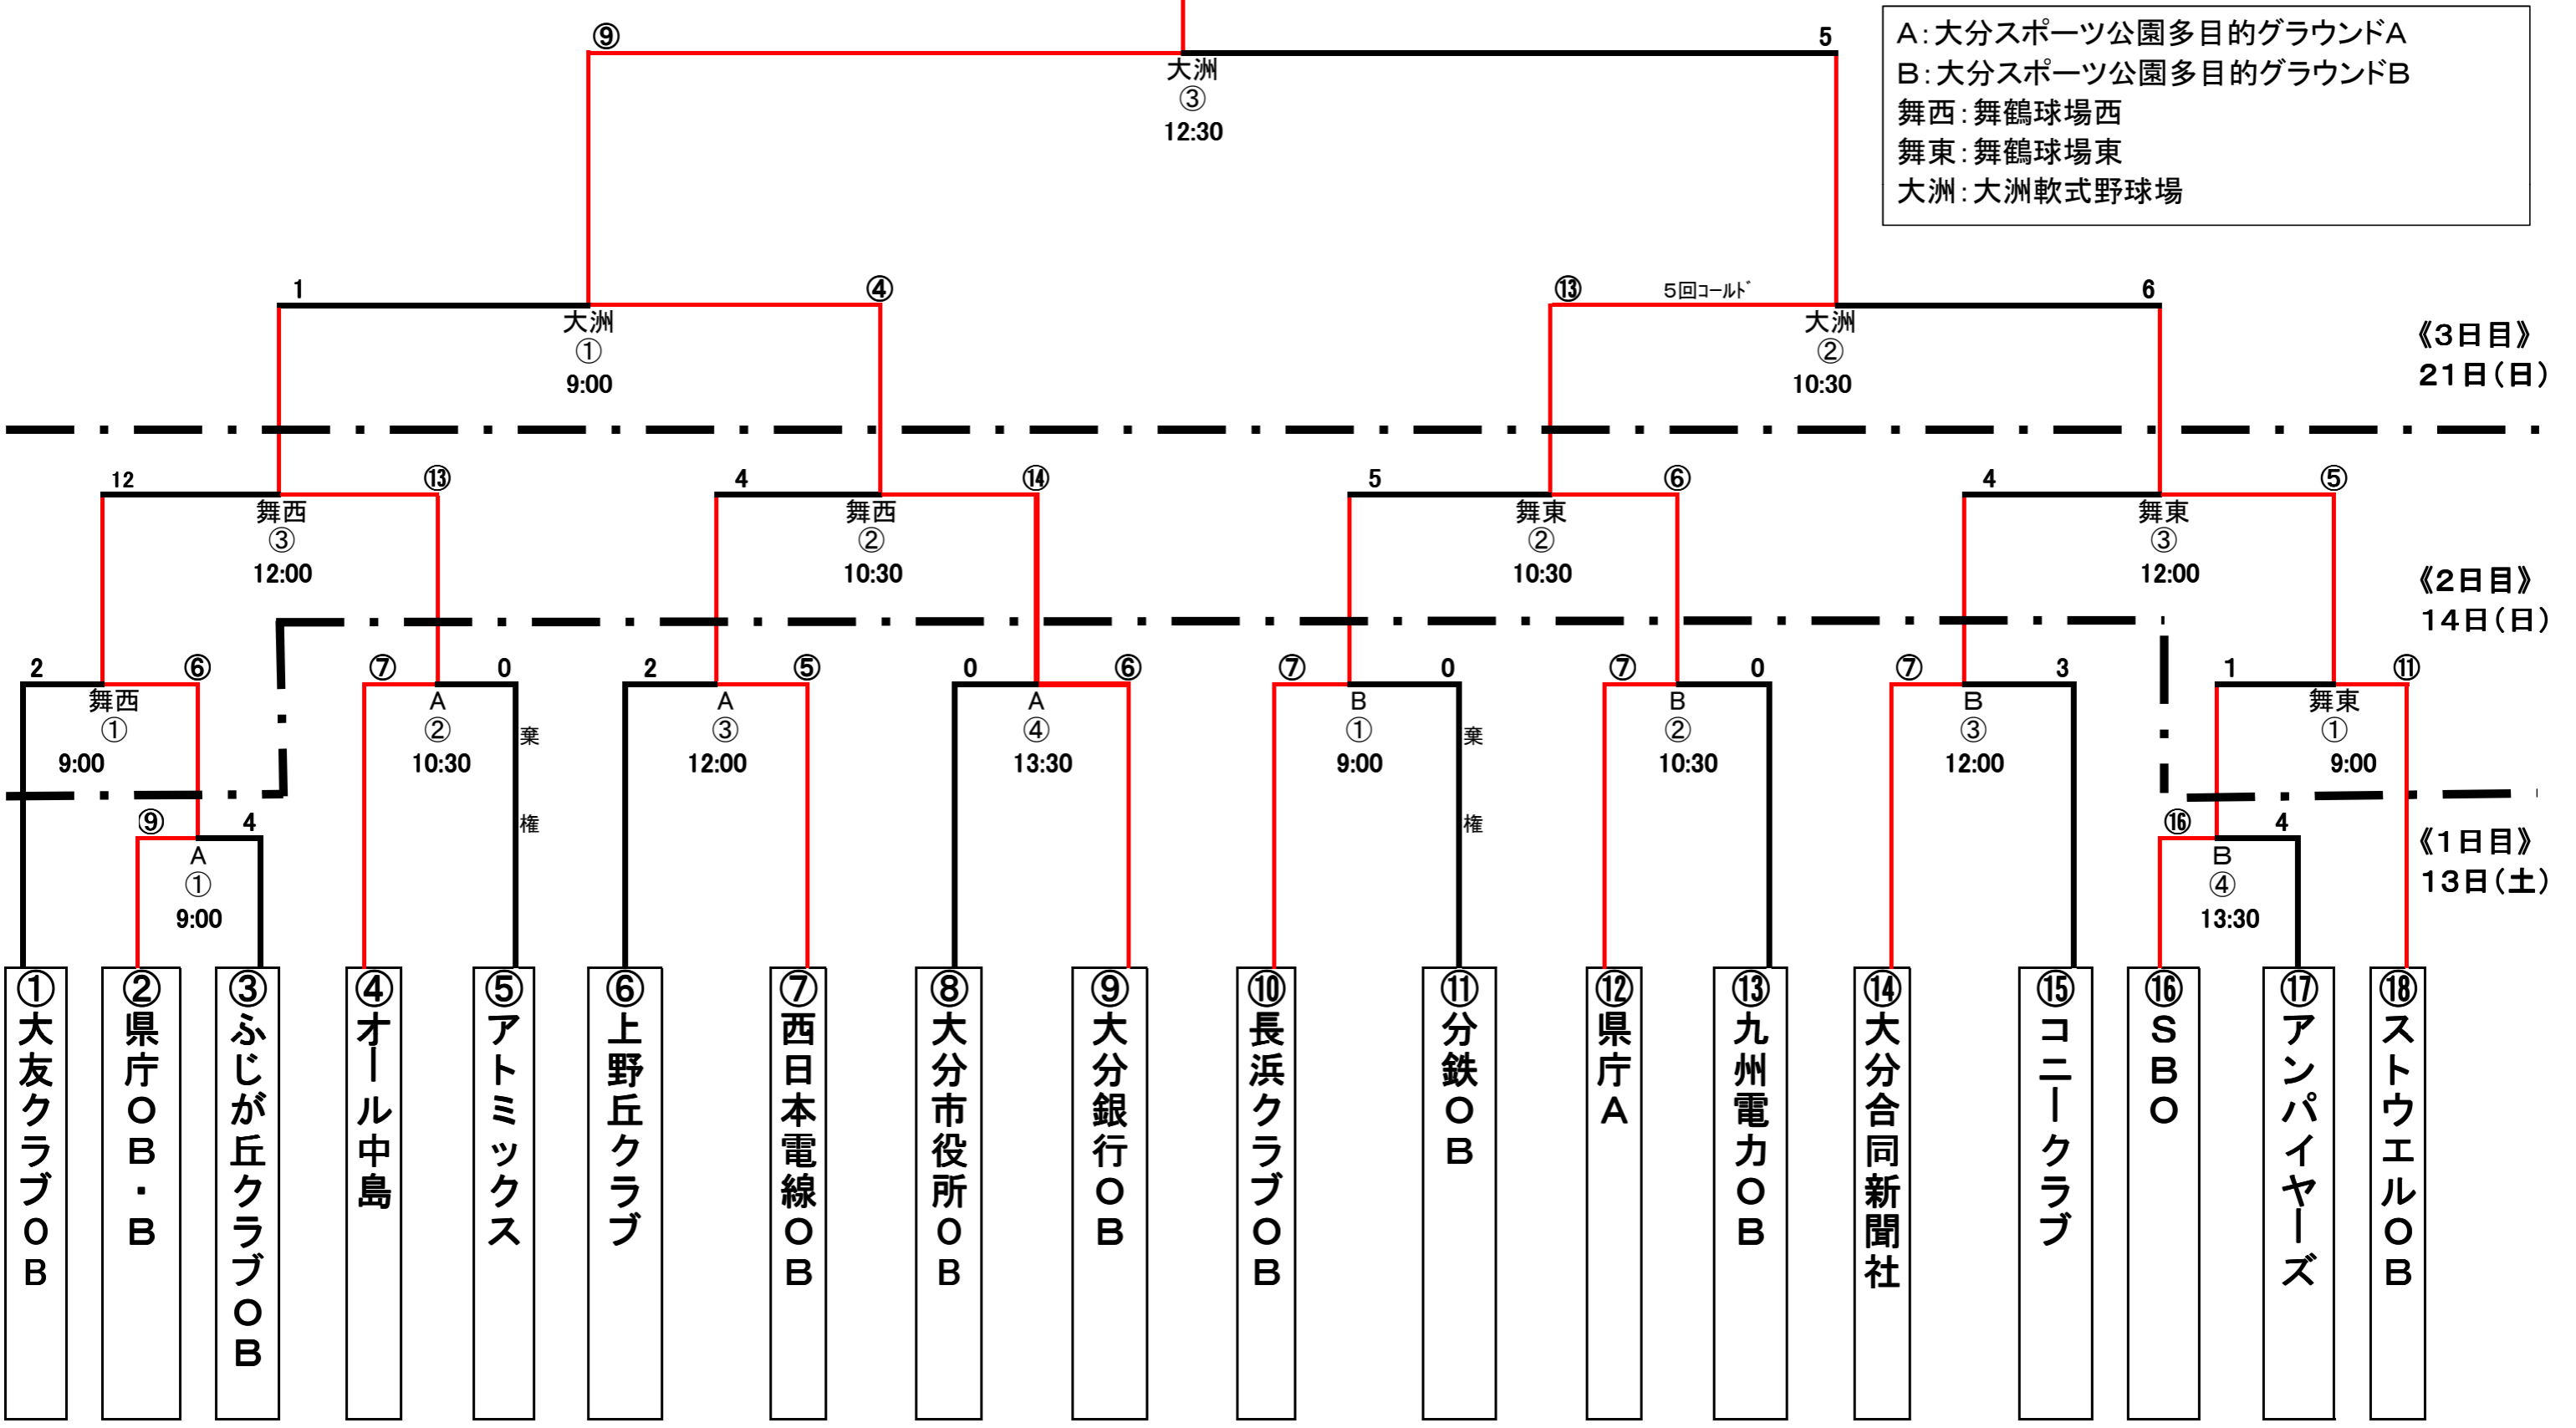 ⑨
5
大洲
③
12:30
A:大分スポーツ公園多目的グラウンドA
B:大分スポーツ公園多目的グラウンドB
舞西:舞鶴球場西
舞東:舞鶴球場東
大洲:大洲軟式野球場
1
④
大洲
①
9:00
⑬
5回コールド
6
大洲
②
10:30
《3日目》
21日(日)
12
⑬
舞西
③
12:00
4
⑭
舞西
②
10:30
5
⑥
舞東
②
10:30
4
⑤
舞東
③
12:00
《2日目》
14日(日)
2
⑥
舞西
①
9:00
⑦
0
A
②
10:30
棄権
2
⑤
A
③
12:00
0
⑥
A
④
13:30
⑦
0
B
①
9:00
棄権
⑦
0
B
②
10:30
⑦
3
B
③
12:00
1
⑪
舞東
①
9:00
⑨
4
A
①
9:00
⑯
4
B
④
13:30
《1日目》
13日(土)
①大友クラブOB
②県庁OB・B
③ふじが丘クラブOB
④オール中島
⑤アトミックス
⑥上野丘クラブ
⑦西日本電線OB
⑧大分市役所OB
⑨大分銀行OB
⑩長浜クラブOB
⑪分鉄OB
⑫県庁A
⑬九州電力OB
⑭大分合同新聞社
⑮コニークラブ
⑯SBO
⑰アンパイヤーズ
⑱ストウエルOB